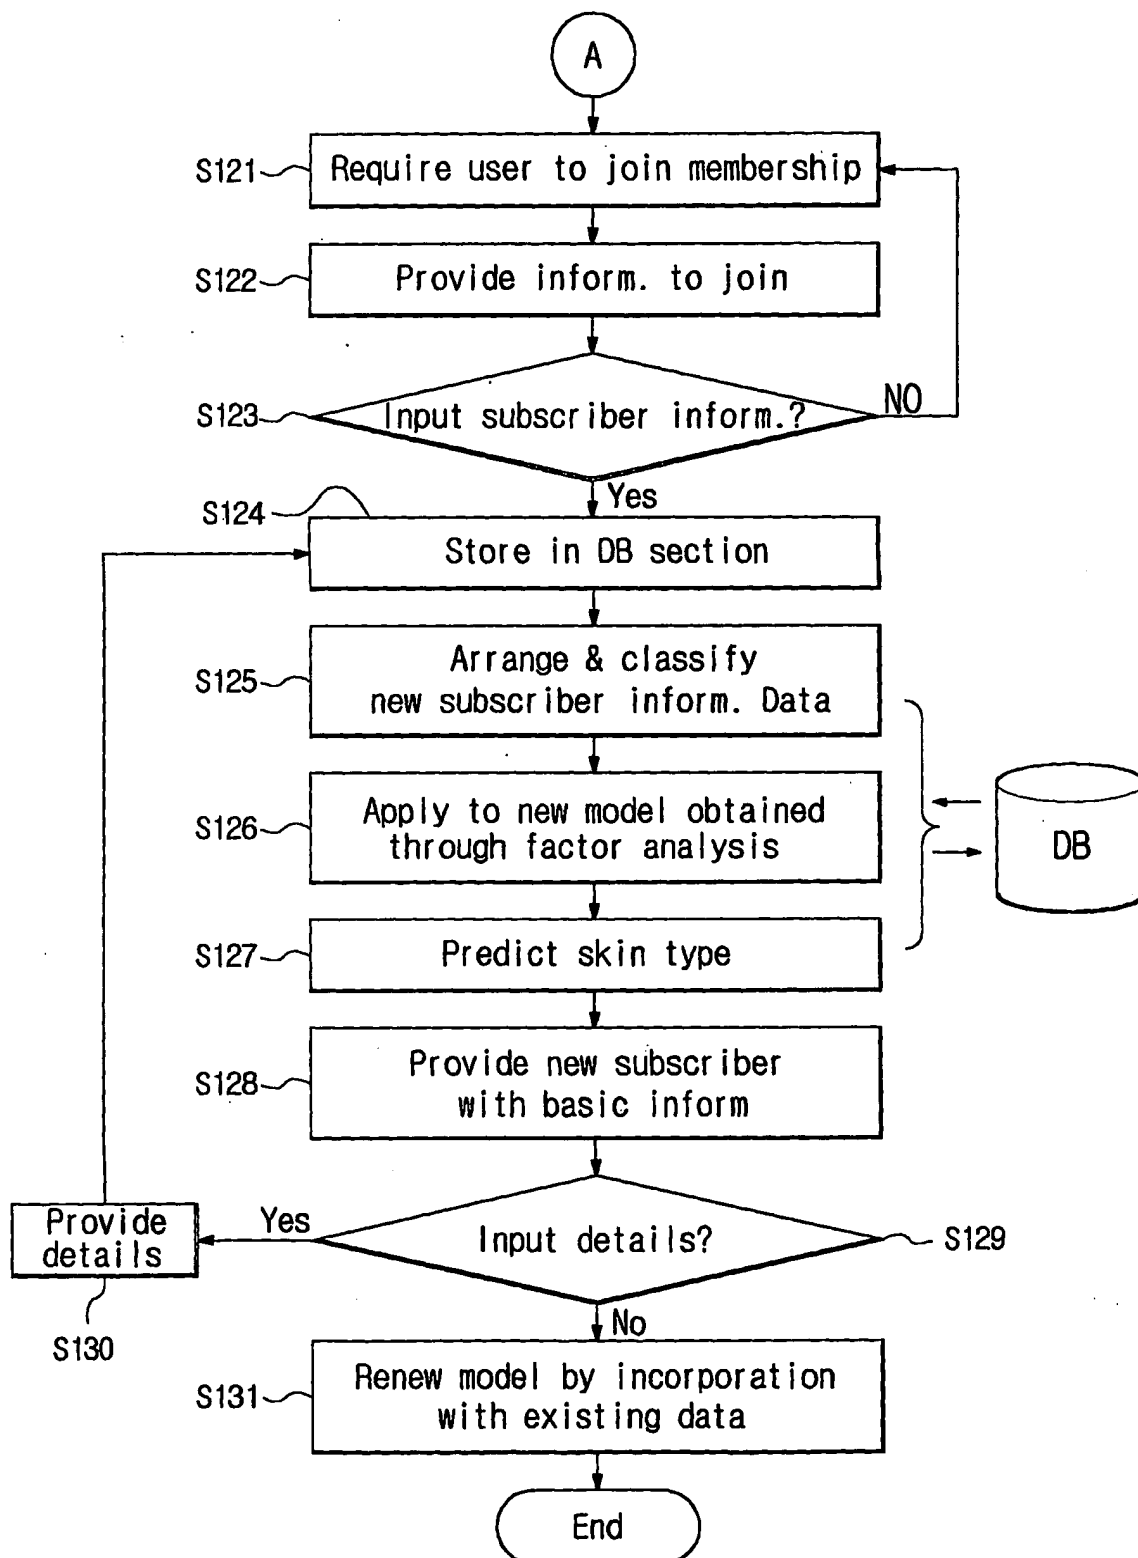 A
S121
Require user to join membership
S122
Provide inform. to join
S123
Input subscriber inform.?
NO
Yes
S124
Store in DB section
S125
Arrange & classify
new subscriber inform. Data
S126
Apply to new model obtained
through factor analysis
DB
S127
Predict skin type
S128
Provide new subscriber
with basic inform
Provide
details
Yes
Input details?
S129
S130
No
S131
Renew model by incorporation
with existing data
End